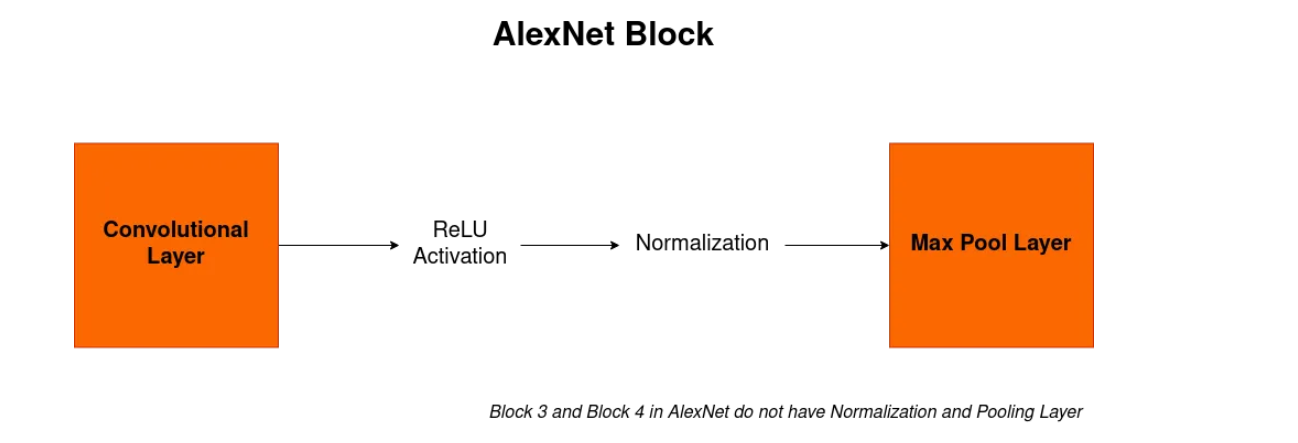 AlexNet Block
Convolutional
Layer
ReLU
Activation
Normalization
Max Pool Layer
Block 3 and Block 4 in AlexNet do not have Normalization and Pooling Layer